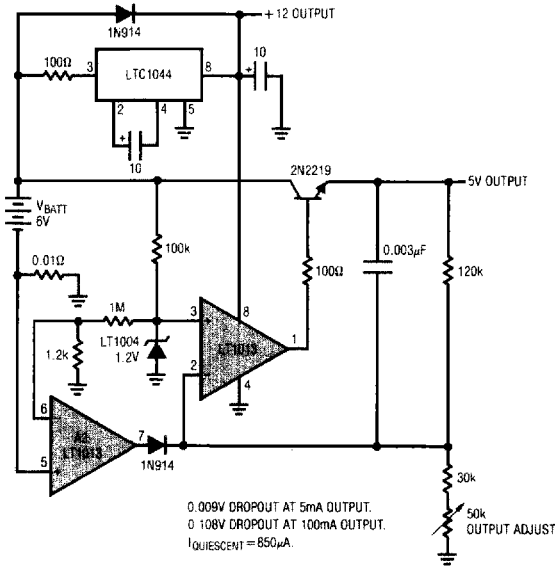 +12 OUTPUT
1N914
100Ω
3
LTC1044
8
+
10
2
4
5
+
10
2N2219
5V OUTPUT
VBATT
6V
100k
0.01Ω
100Ω
0.003µF
120k
1M
3
+
8
LT1004
1.2V
LT1013
1
1.2k
2
–
4
6
–
A2
LT1013
7
5
+
1N914
30k
50k
OUTPUT ADJUST
0.009V DROPOUT AT 5mA OUTPUT.
0 108V DROPOUT AT 100mA OUTPUT.
IQUIESCENT = 850µA.